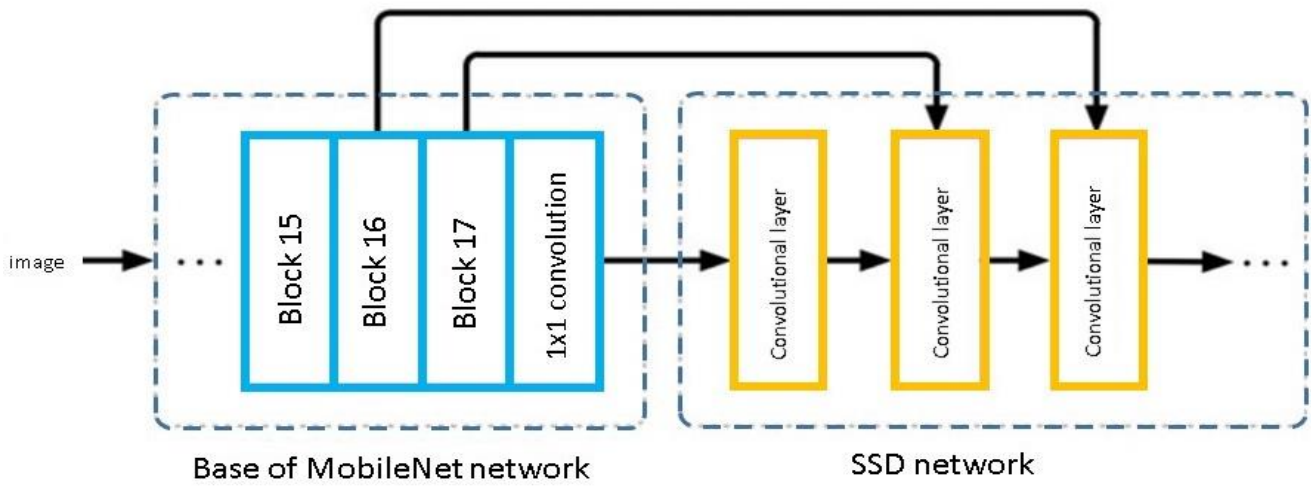 image
...
Block 15
Block 16
Block 17
1x1 convolution
Convolutional layer
Convolutional layer
Convolutional layer
...
Base of MobileNet network
SSD network